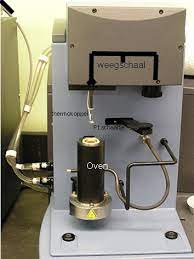 weegschaal
thermokoppel
Pt schaaltje
Oven